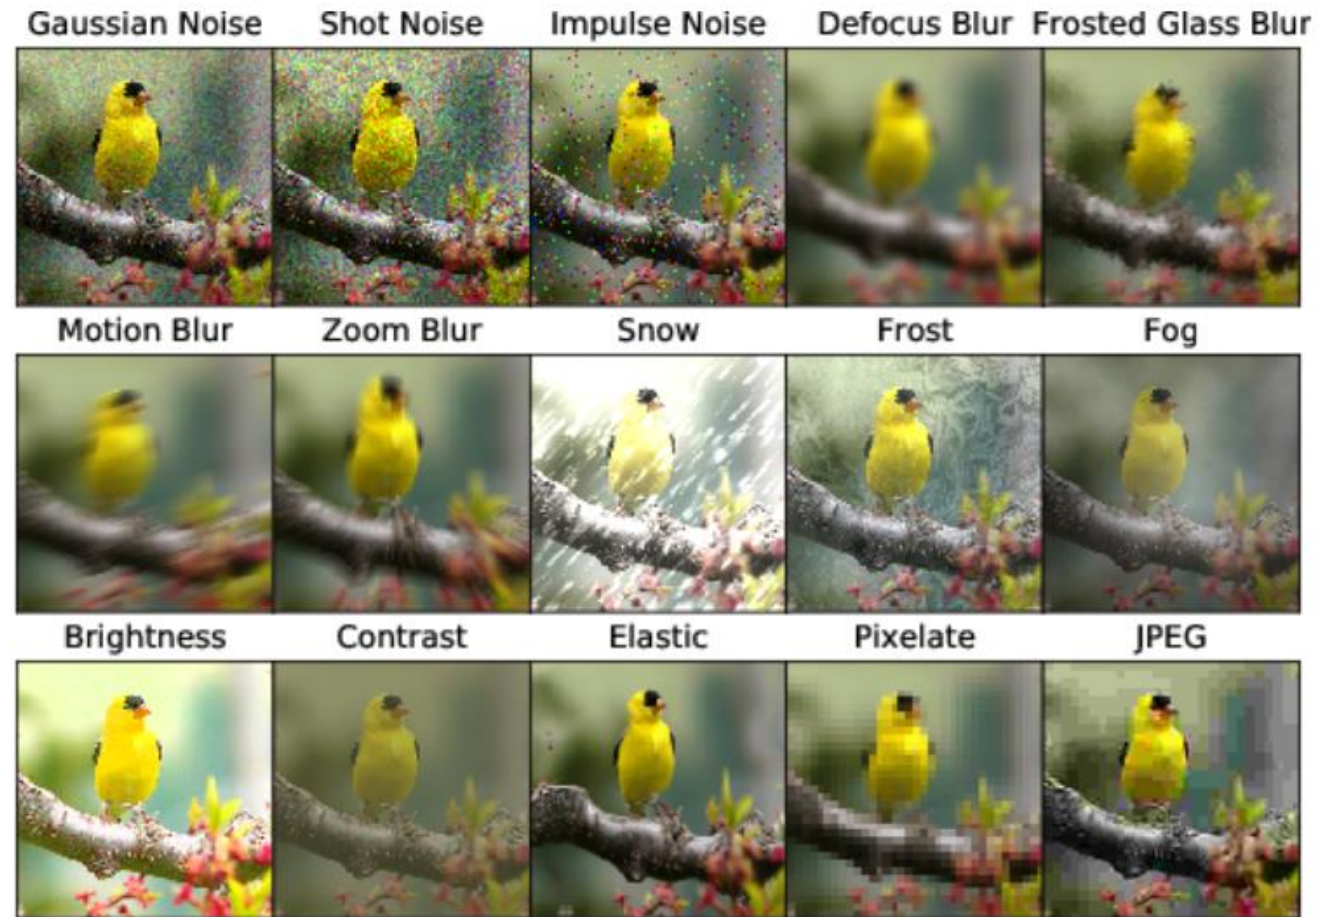 Gaussian Noise Shot Noise Impulse Noise Defocus Blur Frosted Glass Blur
Motion Blur Zoom Blur Snow Frost Fog
Brightness Contrast Elastic Pixelate JPEG